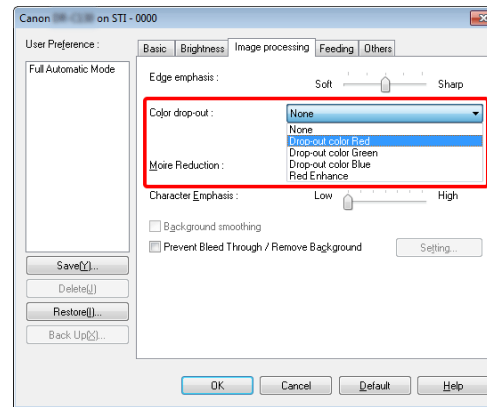 Canon on STI - 0000
User Preference :
Full Automatic Mode
Save(Y)...
Delete(J)
Restore(I)...
Back Up(X)...
Basic Brightness Image processing Feeding Others
Edge emphasis : Soft Sharp
Color drop-out : None
None
Drop-out color Red
Drop-out color Green
Drop-out color Blue
Red Enhance
Moire Reduction :
Character Emphasis : Low High
Background smoothing
Prevent Bleed Through / Remove Background Setting...
OK Cancel Default Help